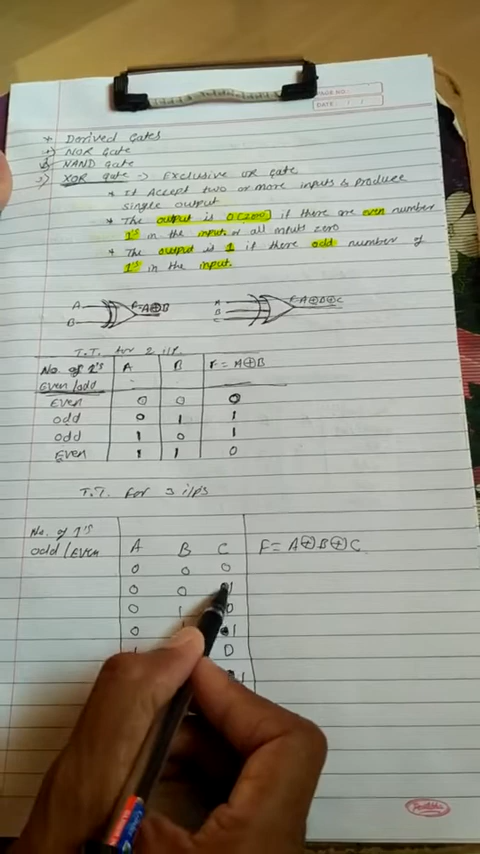 DATE: / /
* Derived Gates
1) NOR Gate
2) NAND Gate
3) XOR gate -> Exclusive OR gate
* It Accept two or more inputs & produce
single output
* The output is 0 (zero) if there are even number
1's in the input or all inputs zero
* The output is 1 if there odd number of
1's in the input.
A B F=A⊕B
A B C F=A⊕B⊕C
T.T. for 2 i/p.
No. of 1's A B F = A⊕B
Even/odd
Even 0 0 0
odd 0 1 1
odd 1 0 1
Even 1 1 0
T.T. For 3 i/ps
No. of 1's
odd/Even A B C F= A⊕B⊕C
0 0 0
0 0 1
0 1 0
0 1
0
1